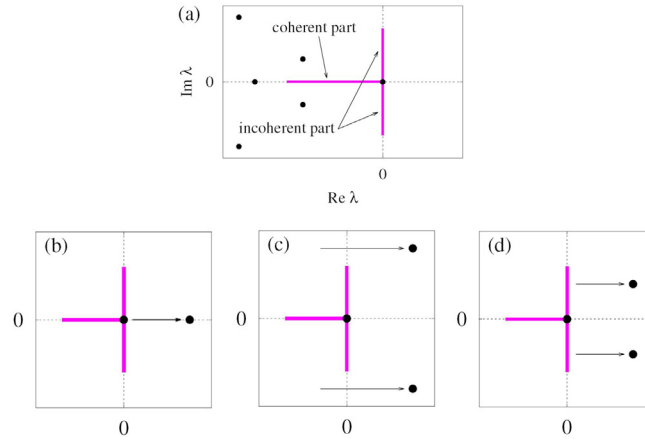 (a)
coherent part
Im λ
0
incoherent part
0
Re λ
(b)
(c)
(d)
0
0
0
0
0
0